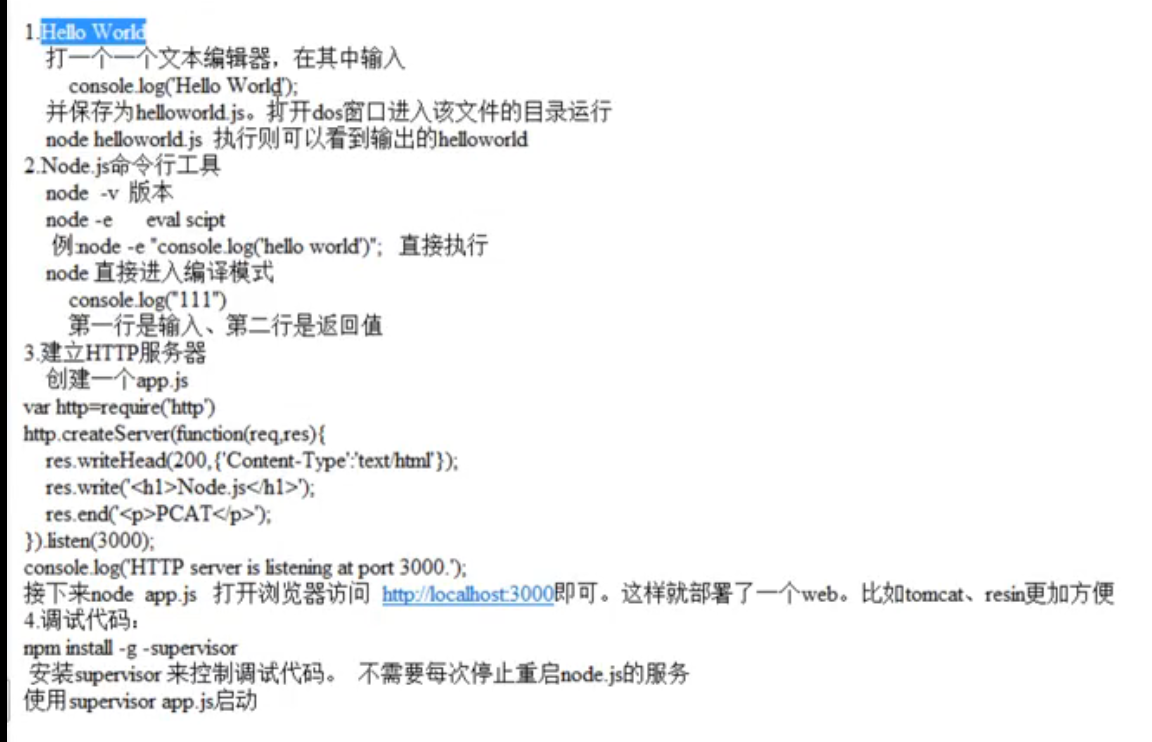 1.Hello World
打一个一个文本编辑器，在其中输入
console.log('Hello World');
并保存为helloworld.js。打开dos窗口进入该文件的目录运行
node helloworld.js 执行则可以看到输出的helloworld
2.Node.js命令行工具
node -v 版本
node -e eval scipt
例:node -e "console.log('hello world')"; 直接执行
node 直接进入编译模式
console.log("111")
第一行是输入、第二行是返回值
3.建立HTTP服务器
创建一个app.js
var http=require('http')
http.createServer(function(req,res){
res.writeHead(200,{'Content-Type':'text/html'});
res.write('<h1>Node.js</h1>');
res.end('<p>PCAT</p>');
}).listen(3000);
console.log('HTTP server is listening at port 3000.');
接下来node app.js 打开浏览器访问 http://localhost:3000即可。这样就部署了一个web。比如tomcat、resin更加方便
4.调试代码：
npm install -g -supervisor
安装supervisor 来控制调试代码。 不需要每次停止重启node.js的服务
使用supervisor app.js启动